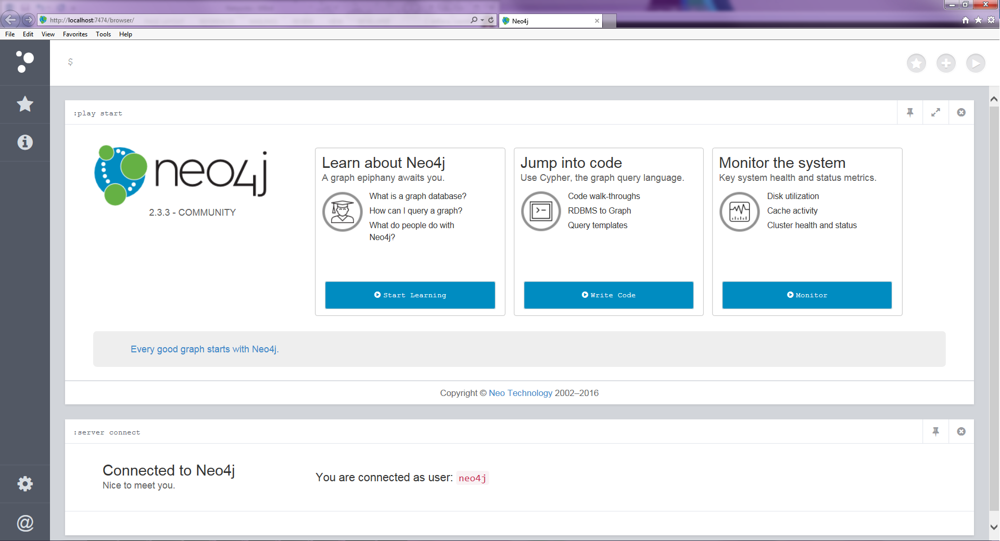 http://localhost:7474/browser/
Neo4j
File Edit View Favorites Tools Help
$
:play start
neo4j
2.3.3 - COMMUNITY
Learn about Neo4j
A graph epiphany awaits you.
What is a graph database?
How can I query a graph?
What do people do with
Neo4j?
Start Learning
Jump into code
Use Cypher, the graph query language.
Code walk-throughs
RDBMS to Graph
Query templates
Write Code
Monitor the system
Key system health and status metrics.
Disk utilization
Cache activity
Cluster health and status
Monitor
Every good graph starts with Neo4j.
Copyright © Neo Technology 2002–2016
:server connect
Connected to Neo4j
Nice to meet you.
You are connected as user: neo4j